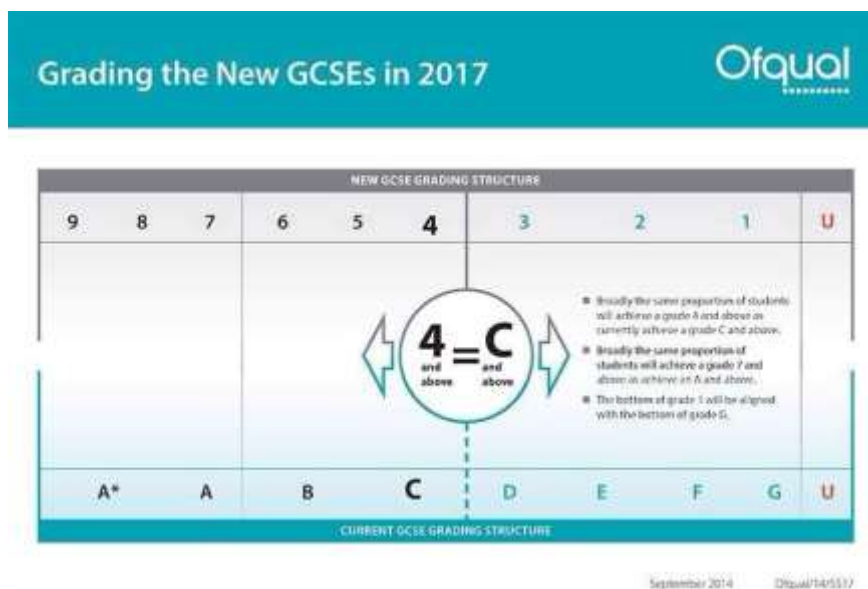 Grading the New GCSEs in 2017
Ofqual
NEW GCSE GRADING STRUCTURE
9 8 7 6 5 4 3 2 1 U
4 = C
and above and above
Broadly the same proportion of students
will achieve a grade 4 and above as
currently achieve a grade C and above.
Broadly the same proportion of
students will achieve a grade 7 and
above as achieve an A and above.
The bottom of grade 1 will be aligned
with the bottom of grade G.
A* A B C D E F G U
CURRENT GCSE GRADING STRUCTURE
September 2014 Ofqual/14/5517